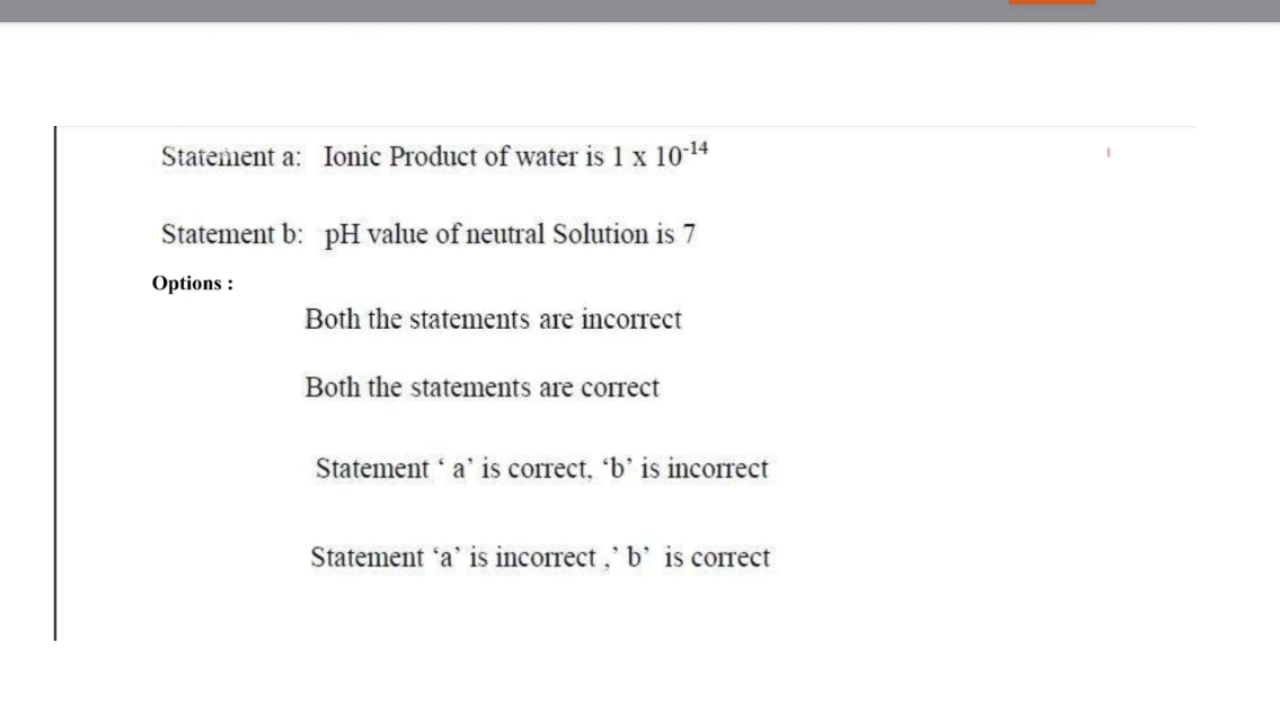 Statement a: Ionic Product of water is 1 x 10⁻¹⁴
Statement b: pH value of neutral Solution is 7
Options :
Both the statements are incorrect
Both the statements are correct
Statement ‘ a’ is correct, ‘b’ is incorrect
Statement ‘a’ is incorrect ,’ b’ is correct